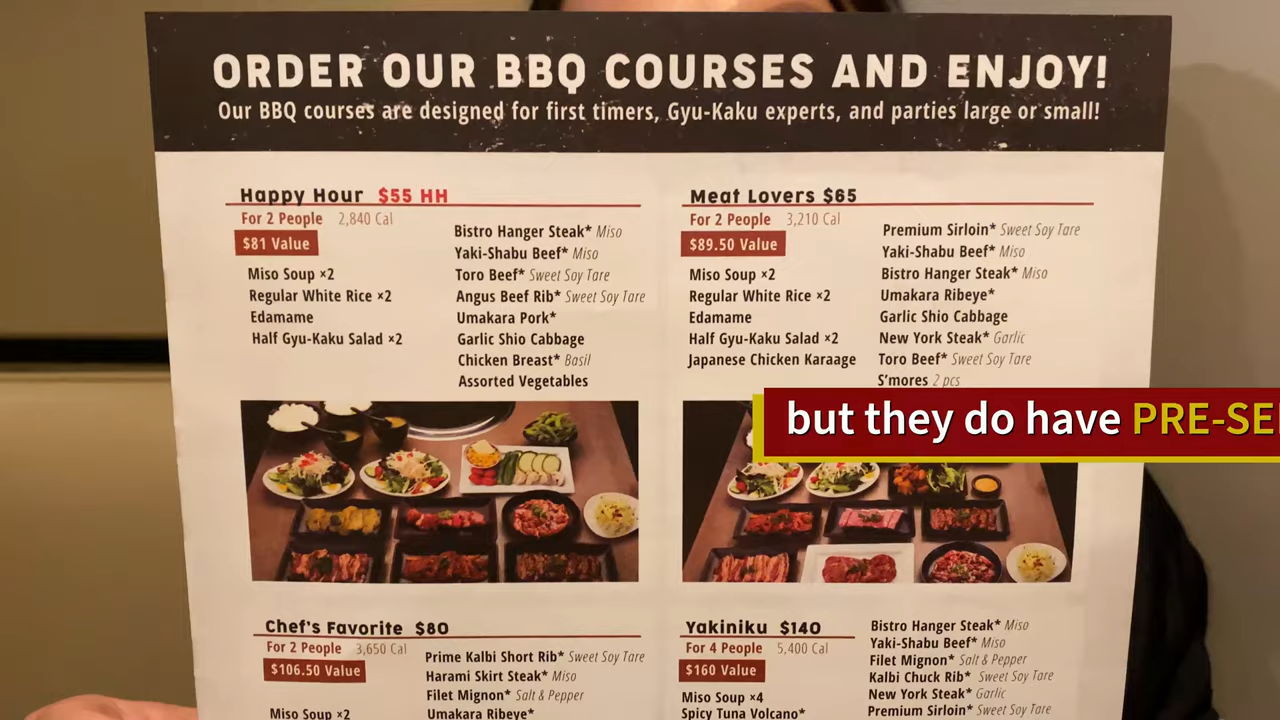 ORDER OUR BBQ COURSES AND ENJOY!
Our BBQ courses are designed for first timers, Gyu-Kaku experts, and parties large or small!
Happy Hour $55 HH
For 2 People 2,840 Cal
$81 Value
Miso Soup ×2
Regular White Rice ×2
Edamame
Half Gyu-Kaku Salad ×2
Bistro Hanger Steak* Miso
Yaki-Shabu Beef* Miso
Toro Beef* Sweet Soy Tare
Angus Beef Rib* Sweet Soy Tare
Umakara Pork*
Garlic Shio Cabbage
Chicken Breast* Basil
Assorted Vegetables
Meat Lovers $65
For 2 People 3,210 Cal
$89.50 Value
Miso Soup ×2
Regular White Rice ×2
Edamame
Half Gyu-Kaku Salad ×2
Japanese Chicken Karaage
Premium Sirloin* Sweet Soy Tare
Yaki-Shabu Beef* Miso
Bistro Hanger Steak* Miso
Umakara Ribeye*
Garlic Shio Cabbage
New York Steak* Garlic
Toro Beef* Sweet Soy Tare
S'mores 2 pcs
but they do have PRE-SE
Chef's Favorite $80
For 2 People 3,650 Cal
$106.50 Value
Miso Soup ×2
Prime Kalbi Short Rib* Sweet Soy Tare
Harami Skirt Steak* Miso
Filet Mignon* Salt & Pepper
Umakara Ribeye*
Yakiniku $140
For 4 People 5,400 Cal
$160 Value
Miso Soup ×4
Spicy Tuna Volcano*
Bistro Hanger Steak* Miso
Yaki-Shabu Beef* Miso
Filet Mignon* Salt & Pepper
Kalbi Chuck Rib* Sweet Soy Tare
New York Steak* Garlic
Premium Sirloin* Sweet Soy Tare